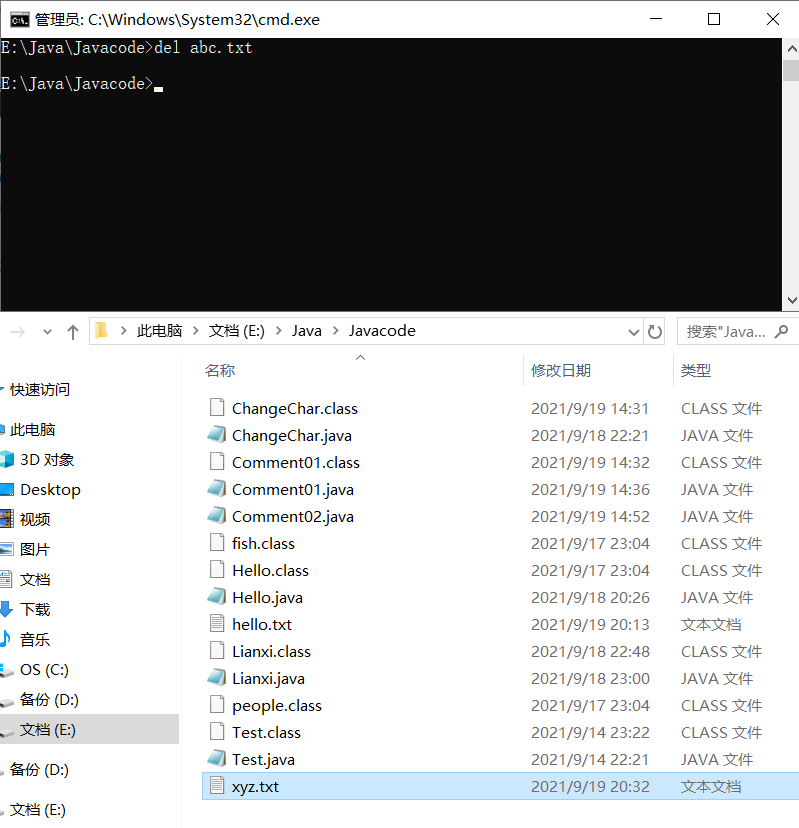 管理员: C:\Windows\System32\cmd.exe
E:\Java\Javacode>del abc.txt
E:\Java\Javacode>
此电脑 > 文档 (E:) > Java > Javacode
搜索"Java...
名称 修改日期 类型
快速访问
此电脑
3D 对象
Desktop
视频
图片
文档
下载
音乐
OS (C:)
备份 (D:)
文档 (E:)
备份 (D:)
文档 (E:)
ChangeChar.class 2021/9/19 14:31 CLASS 文件
ChangeChar.java 2021/9/18 22:21 JAVA 文件
Comment01.class 2021/9/19 14:32 CLASS 文件
Comment01.java 2021/9/19 14:36 JAVA 文件
Comment02.java 2021/9/19 14:52 JAVA 文件
fish.class 2021/9/17 23:04 CLASS 文件
Hello.class 2021/9/17 23:04 CLASS 文件
Hello.java 2021/9/18 20:26 JAVA 文件
hello.txt 2021/9/19 20:13 文本文档
Lianxi.class 2021/9/18 22:48 CLASS 文件
Lianxi.java 2021/9/18 23:00 JAVA 文件
people.class 2021/9/17 23:04 CLASS 文件
Test.class 2021/9/14 23:22 CLASS 文件
Test.java 2021/9/14 22:21 JAVA 文件
xyz.txt 2021/9/19 20:32 文本文档